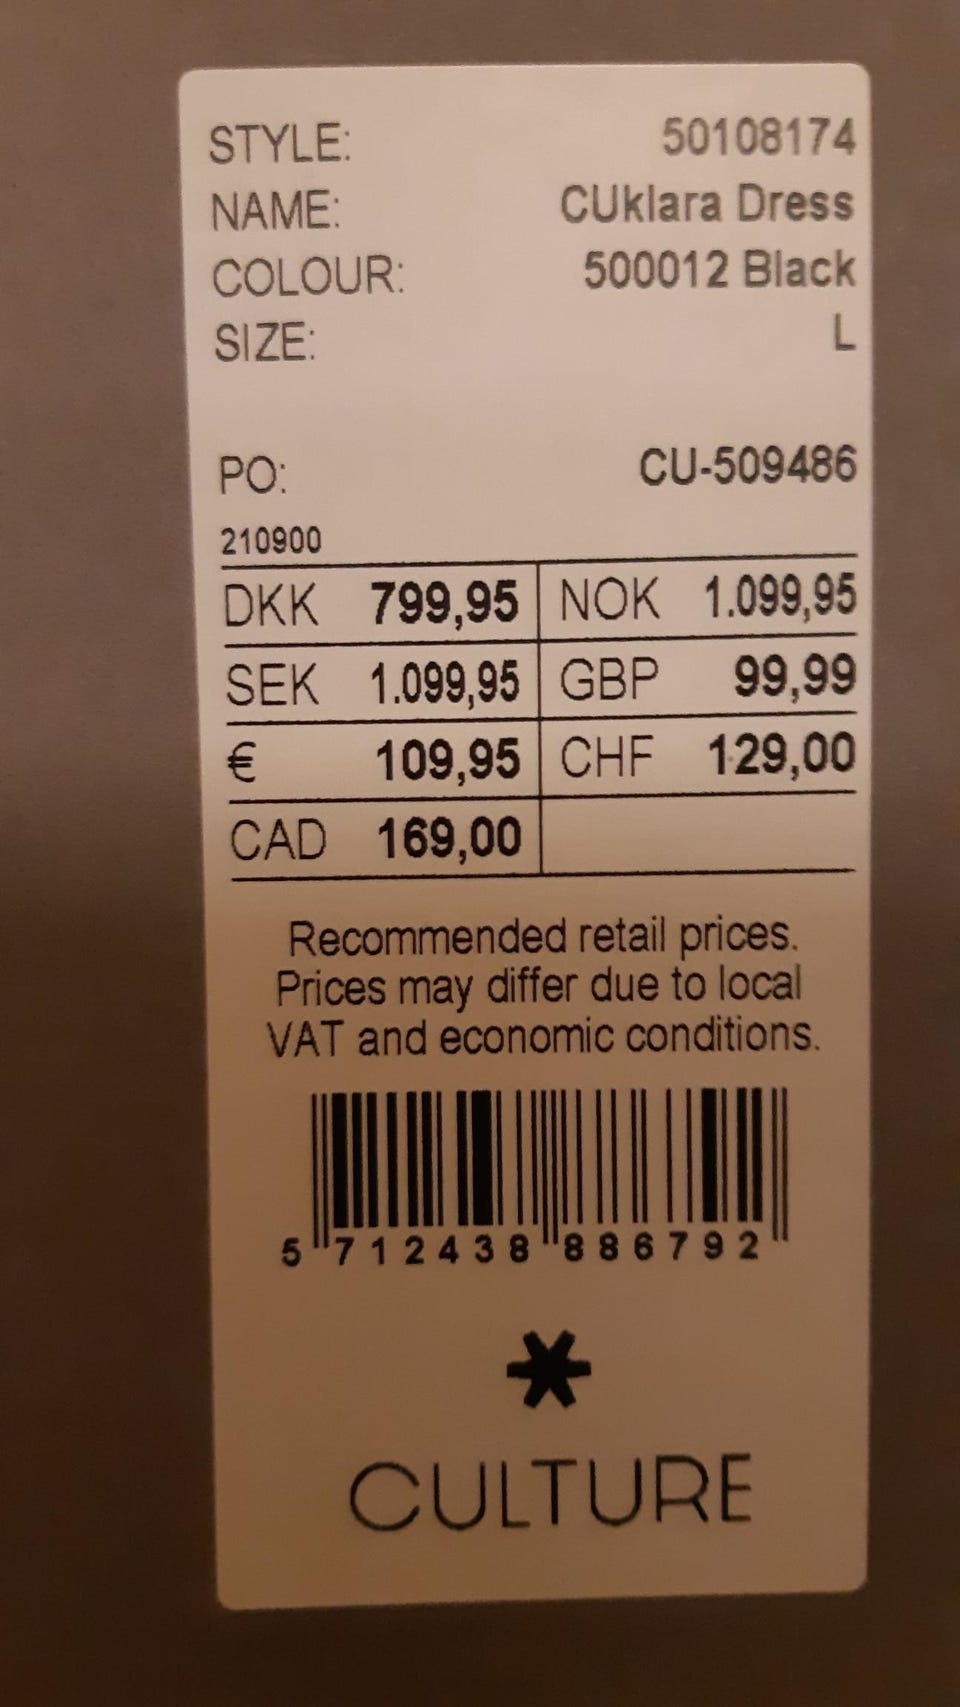 STYLE: 50108174
NAME: CUklara Dress
COLOUR: 500012 Black
SIZE: L
PO: CU-509486
210900
DKK 799,95 NOK 1.099,95
SEK 1.099,95 GBP 99,99
€ 109,95 CHF 129,00
CAD 169,00
Recommended retail prices.
Prices may differ due to local
VAT and economic conditions.
5 712438 886792
CULTURE